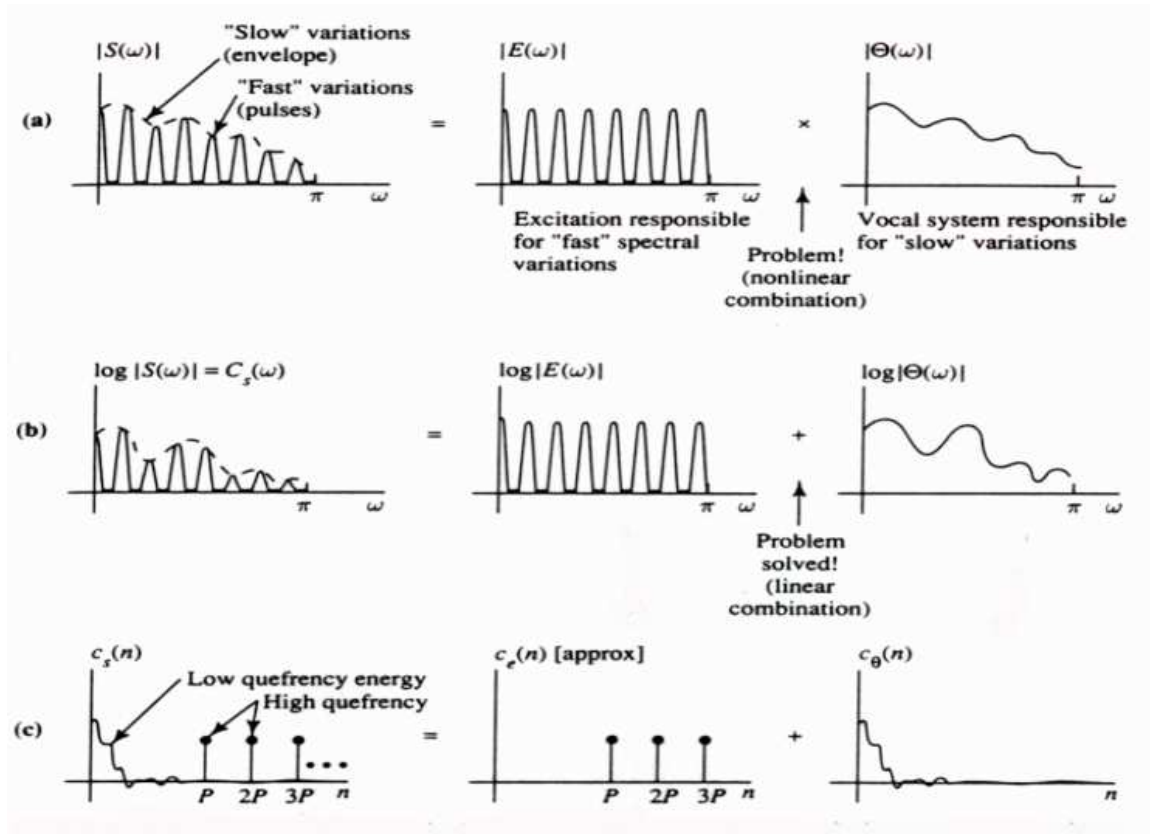 "Slow" variations
(envelope)
|S(ω)|
|E(ω)|
|Θ(ω)|
"Fast" variations
(pulses)
(a)
=
×
π ω
π ω
π ω
Excitation responsible
for "fast" spectral
variations
Problem!
(nonlinear
combination)
Vocal system responsible
for "slow" variations
log |S(ω)| = C_s(ω)
log|E(ω)|
log|Θ(ω)|
(b)
=
+
π ω
π ω
π ω
Problem
solved!
(linear
combination)
c_s(n)
c_e(n) [approx]
c_θ(n)
Low quefrency energy
High quefrency
(c)
=
+
P 2P 3P n
P 2P 3P n
n